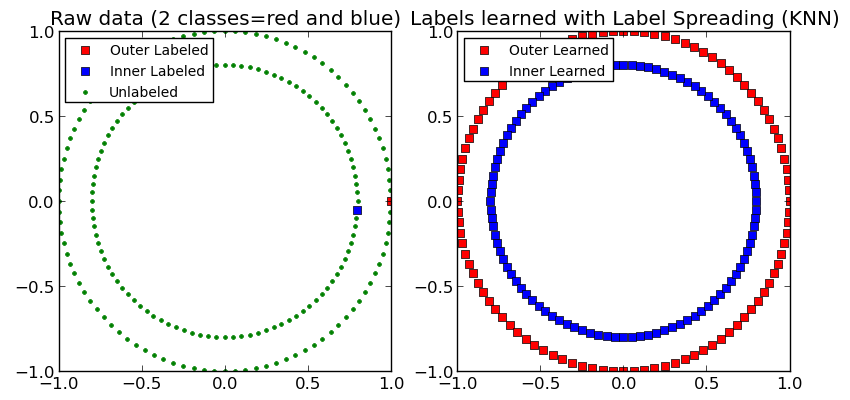 Raw data (2 classes=red and blue)
Outer Labeled
Inner Labeled
Unlabeled
1.0
0.5
0.0
−0.5
−1.0
−1.0 −0.5 0.0 0.5 1.0
Labels learned with Label Spreading (KNN)
Outer Learned
Inner Learned
1.0
0.5
0.0
−0.5
−1.0
−1.0 −0.5 0.0 0.5 1.0